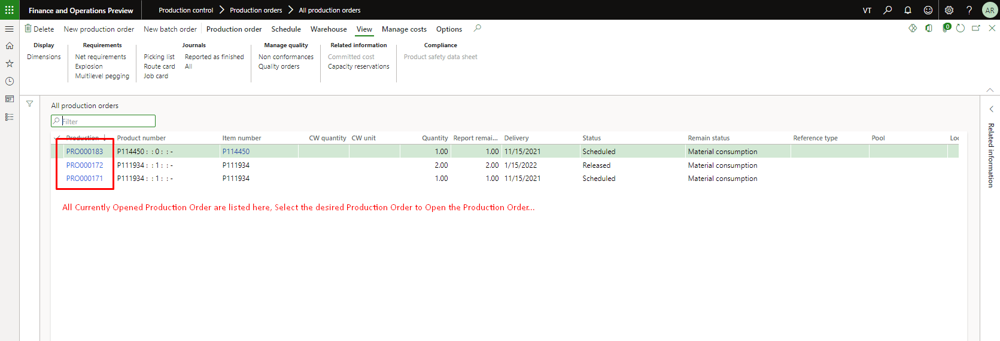 Finance and Operations Preview Production control Production orders All production orders VT ? AR
Delete New production order New batch order Production order Schedule Warehouse View Manage costs Options 0
Display Requirements Journals Manage quality Related information Compliance
Dimensions Net requirements Picking list Reported as finished Non conformances Committed cost Product safety data sheet
Explosion Route card All Quality orders Capacity reservations
Multilevel pegging Job card
All production orders
Filter
Production ↓ Product number Item number CW quantity CW unit Quantity Report remai... Delivery Status Remain status Reference type Pool Loc
PRO000183 P114450 : : 0 : : - P114450 1.00 1.00 11/15/2021 Scheduled Material consumption
PRO000172 P111934 : : 1 : : - P111934 2.00 2.00 1/15/2022 Released Material consumption
PRO000171 P111934 : : 1 : : - P111934 1.00 1.00 11/15/2021 Scheduled Material consumption
All Currently Opened Production Order are listed here, Select the desired Production Order to Open the Production Order...
Related information